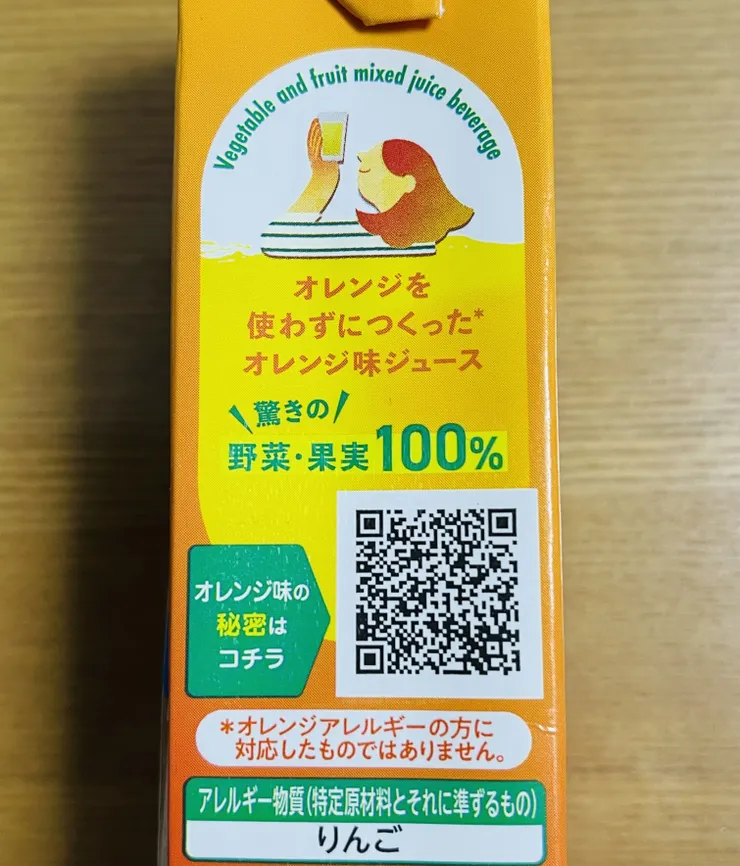 Vegetable and fruit mixed juice beverage
オレンジを
使わずにつくった*
オレンジ味ジュース
驚きの
野菜・果実100%
オレンジ味の
秘密は
コチラ
*オレンジアレルギーの方に
対応したものではありません。
アレルギー物質(特定原材料とそれに準ずるもの)
りんご